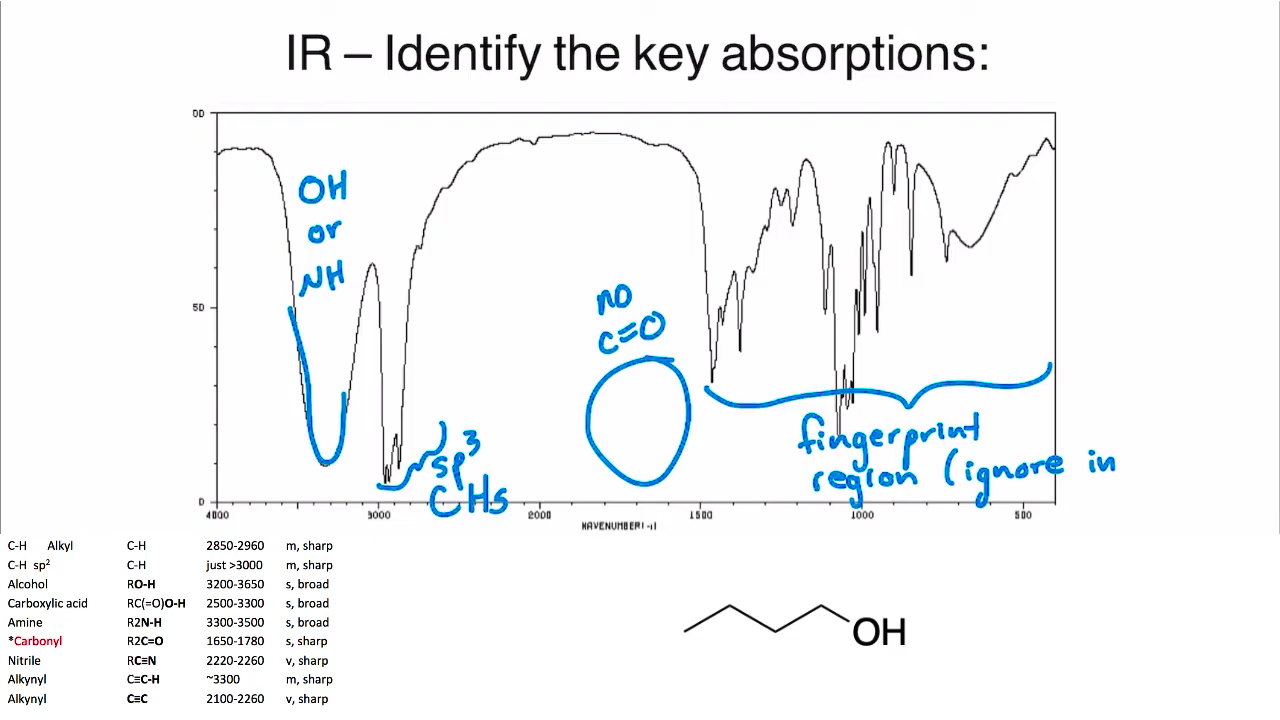 IR – Identify the key absorptions:
OH
or
NH
50
no
C=O
sp3
CHs
fingerprint
region (ignore in
0
4000 3000 2000 1500 1000 500
C-H Alkyl C-H 2850-2960 m, sharp
C-H sp² C-H just >3000 m, sharp
Alcohol RO-H 3200-3650 s, broad
Carboxylic acid RC(=O)O-H 2500-3300 s, broad
Amine R2N-H 3300-3500 s, broad
*Carbonyl R2C=O 1650-1780 s, sharp
Nitrile RC≡N 2220-2260 v, sharp
Alkynyl C≡C-H ~3300 m, sharp
Alkynyl C≡C 2100-2260 v, sharp
OH